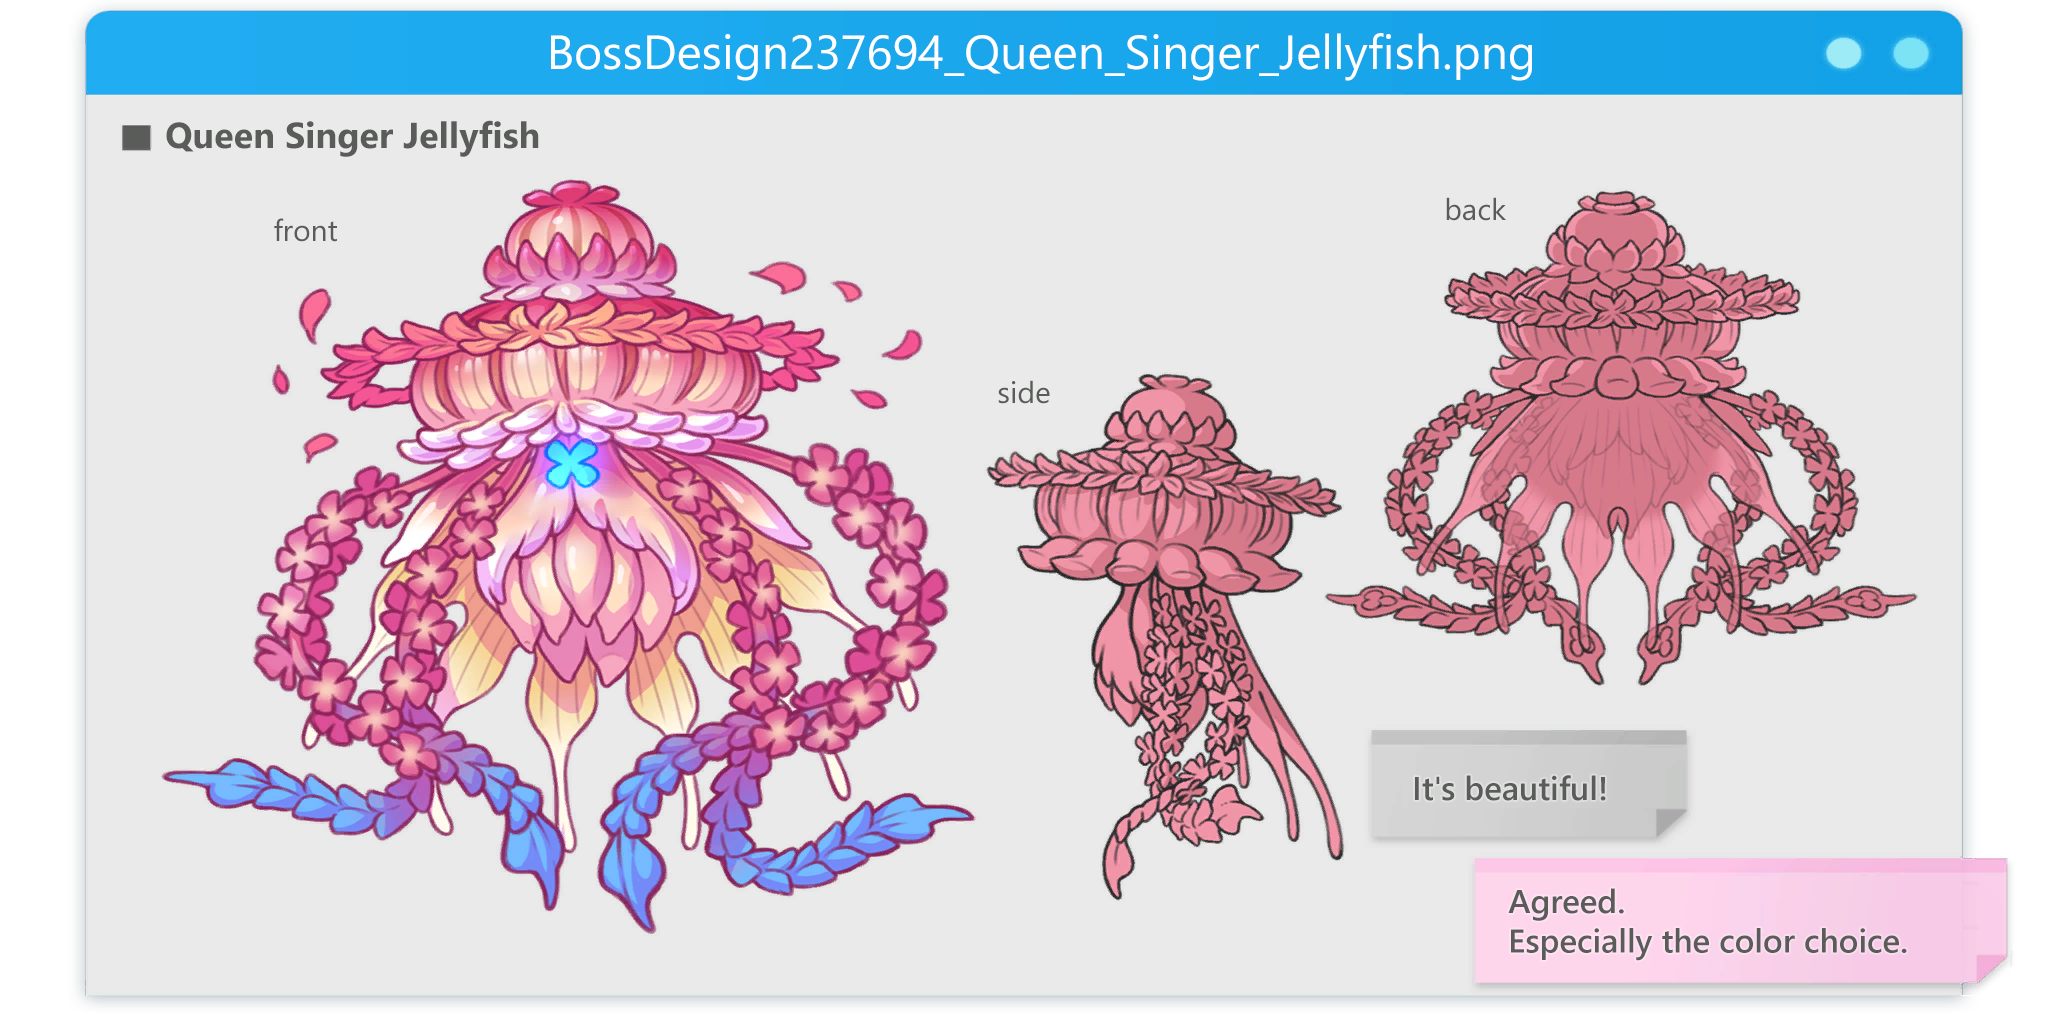 BossDesign237694_Queen_Singer_Jellyfish.png
■ Queen Singer Jellyfish
front
back
side
It's beautiful!
Agreed.
Especially the color choice.